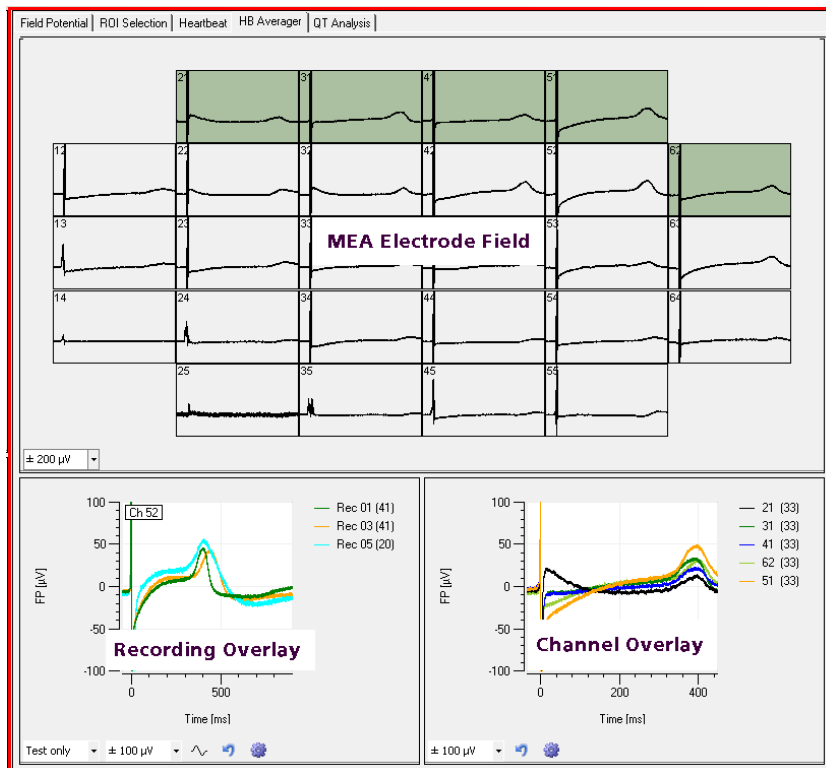 Field Potential ROI Selection Heartbeat HB Averager QT Analysis
21 31 41 51
12 22 32 42 52 62
13 23 33 53 63
MEA Electrode Field
14 24 34 44 54 64
25 35 45 55
± 200 µV
100
Ch 52
50
0
-50
-100
FP [µV]
Rec 01 (41)
Rec 03 (41)
Rec 05 (20)
Recording Overlay
0 500
Time [ms]
Test only ± 100 µV
100
50
0
-50
-100
FP [µV]
21 (33)
31 (33)
41 (33)
62 (33)
51 (33)
Channel Overlay
0 200 400
Time [ms]
± 100 µV